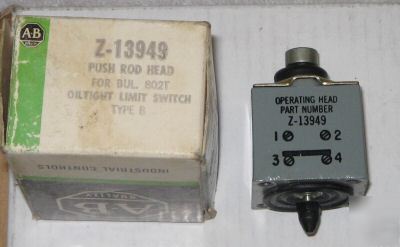 A-B
Z-13949
PUSH ROD HEAD
FOR BUL. 802T
OILTIGHT LIMIT SWITCH
TYPE B
INDUSTRIAL CONTROLS
A-B
QUALITY
OPERATING HEAD
PART NUMBER
Z-13949
1 2
3 4